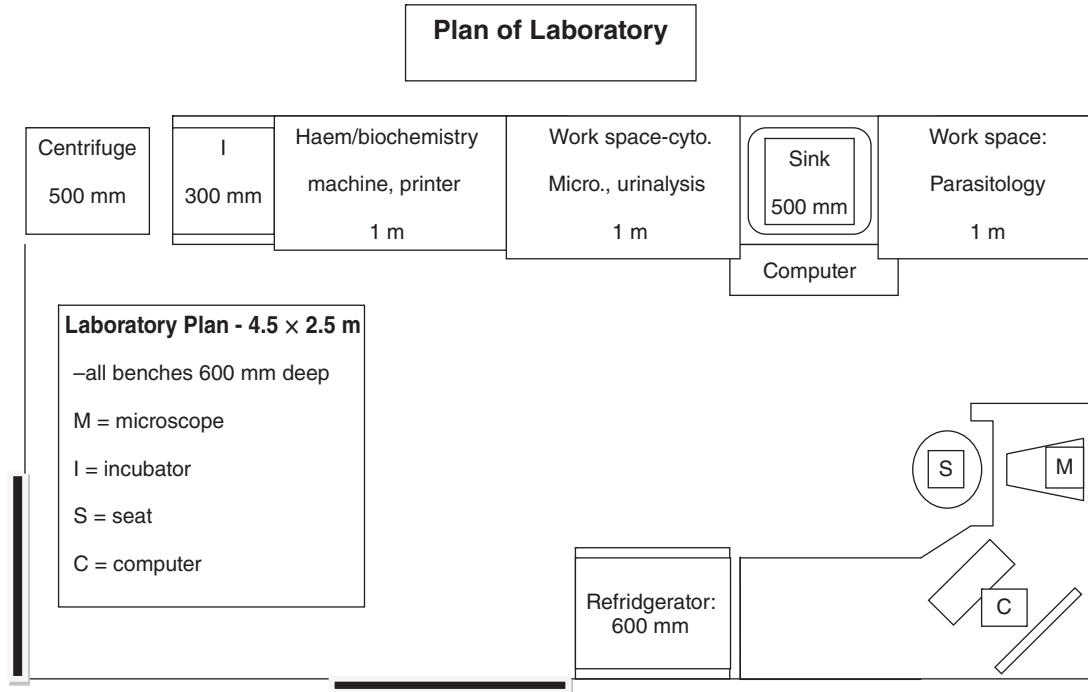 Plan of Laboratory
Centrifuge
500 mm
I
300 mm
Haem/biochemistry
machine, printer
1 m
Work space-cyto.
Micro., urinalysis
1 m
Sink
500 mm
Work space:
Parasitology
1 m
Computer
Laboratory Plan - 4.5 × 2.5 m
–all benches 600 mm deep
M = microscope
I = incubator
S = seat
C = computer
S
M
Refridgerator:
600 mm
C